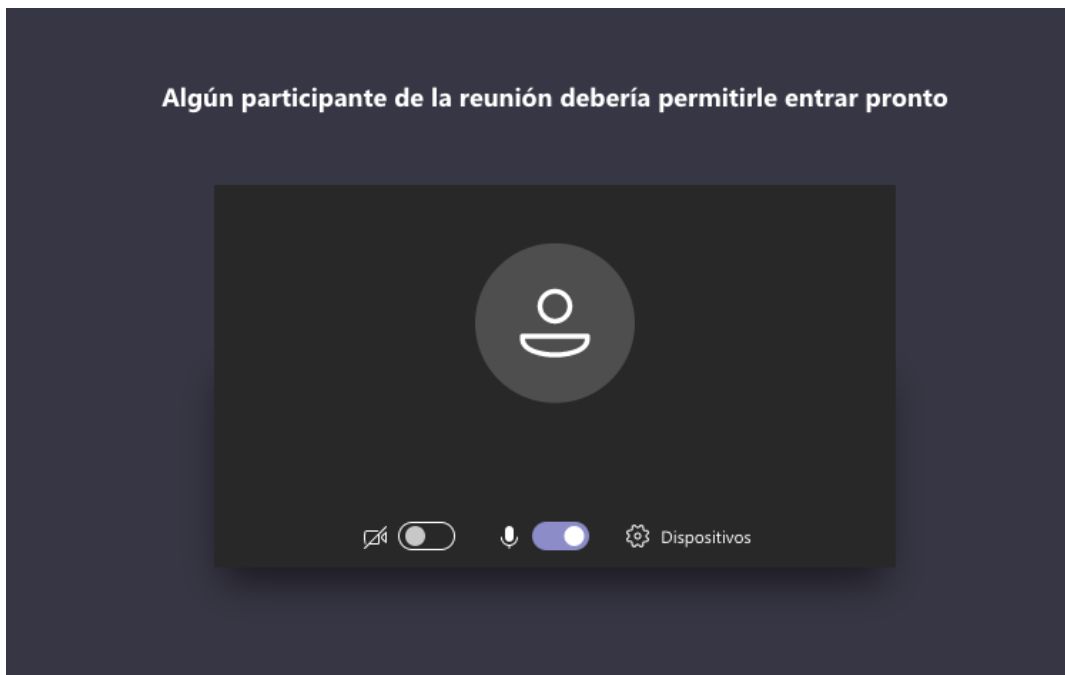 Algún participante de la reunión debería permitirle entrar pronto
Dispositivos